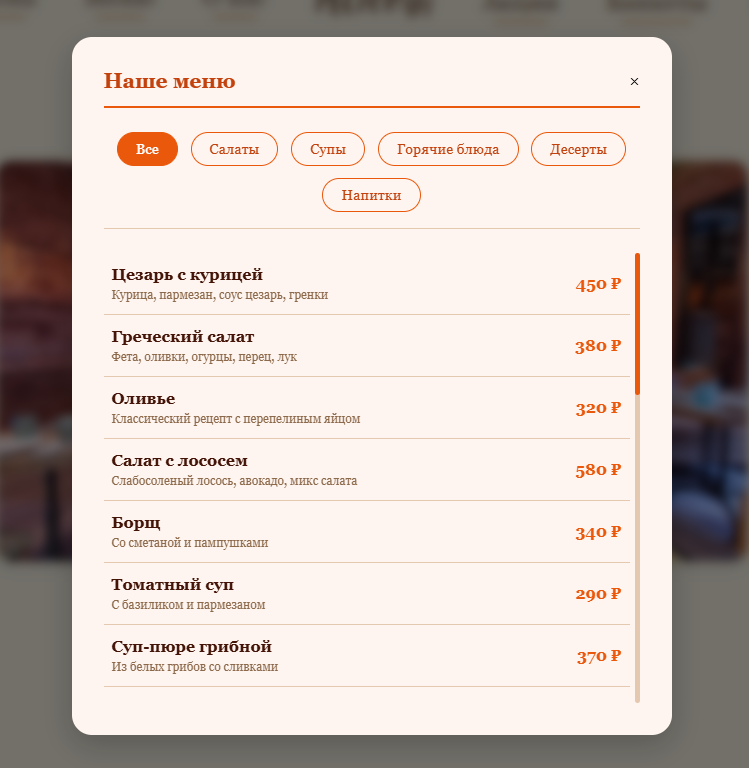 Наше меню
×
Все Салаты Супы Горячие блюда Десерты
Напитки
Цезарь с курицей
Курица, пармезан, соус цезарь, гренки
450 ₽
Греческий салат
Фета, оливки, огурцы, перец, лук
380 ₽
Оливье
Классический рецепт с перепелиным яйцом
320 ₽
Салат с лососем
Слабосоленый лосось, авокадо, микс салата
580 ₽
Борщ
Со сметаной и пампушками
340 ₽
Томатный суп
С базиликом и пармезаном
290 ₽
Суп-пюре грибной
Из белых грибов со сливками
370 ₽